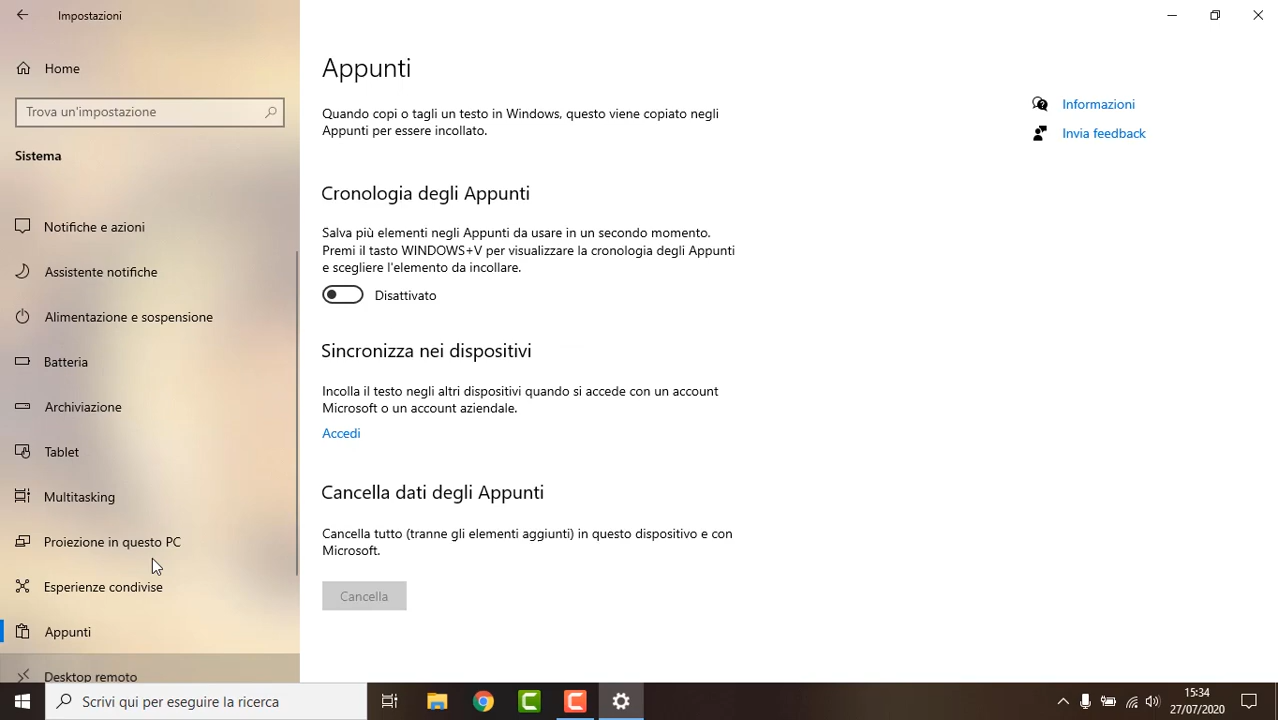 Impostazioni
Home
Trova un'impostazione
Sistema
Notifiche e azioni
Assistente notifiche
Alimentazione e sospensione
Batteria
Archiviazione
Tablet
Multitasking
Proiezione in questo PC
Esperienze condivise
Appunti
Desktop remoto
Appunti
Quando copi o tagli un testo in Windows, questo viene copiato negli
Appunti per essere incollato.
Cronologia degli Appunti
Salva più elementi negli Appunti da usare in un secondo momento.
Premi il tasto WINDOWS+V per visualizzare la cronologia degli Appunti
e scegliere l'elemento da incollare.
Disattivato
Sincronizza nei dispositivi
Incolla il testo negli altri dispositivi quando si accede con un account
Microsoft o un account aziendale.
Accedi
Cancella dati degli Appunti
Cancella tutto (tranne gli elementi aggiunti) in questo dispositivo e con
Microsoft.
Cancella
Informazioni
Invia feedback
Scrivi qui per eseguire la ricerca
15:34
27/07/2020